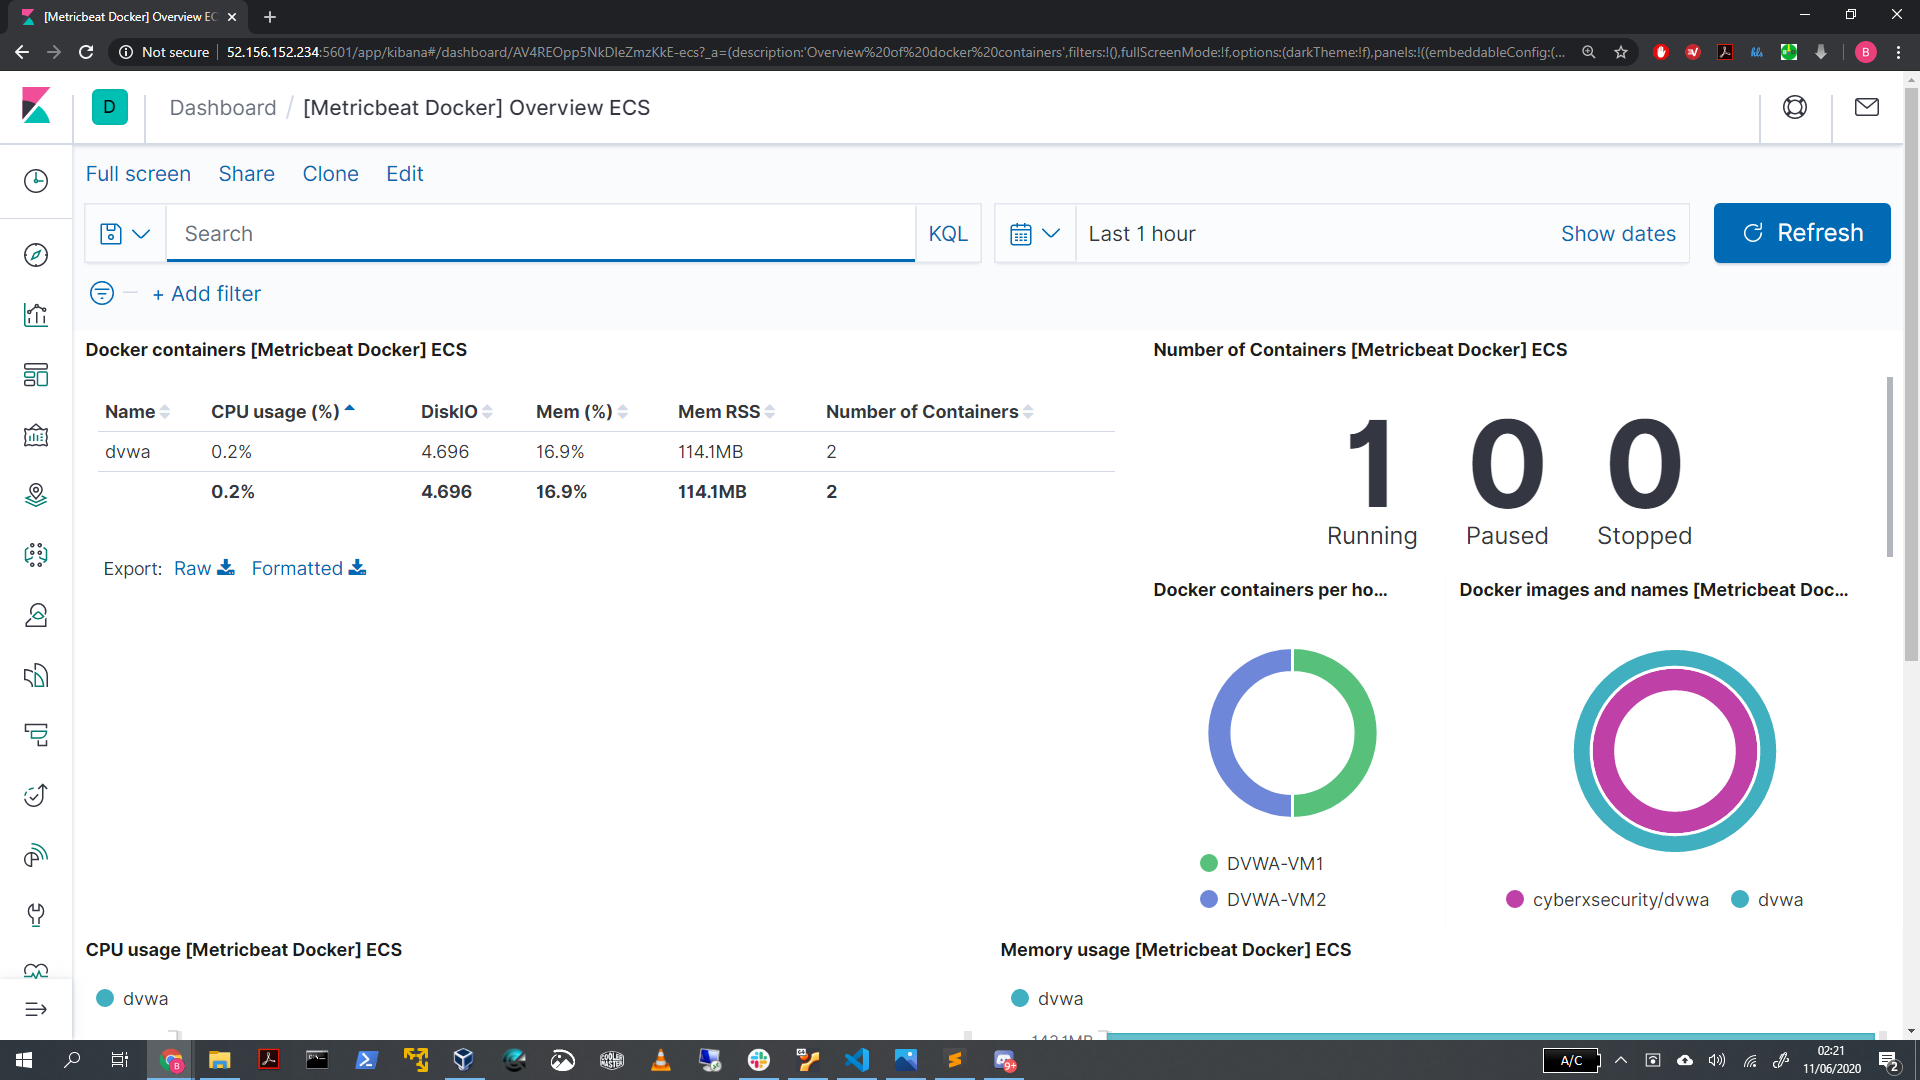 [Metricbeat Docker] Overview EC
Not secure
52.156.152.234:5601/app/kibana#/dashboard/AV4REOpp5NkDleZmzKkE-ecs?_a=(description:'Overview%20of%20docker%20containers',filters:!(),fullScreenMode:!f,options:(darkTheme:!f),panels:!((embeddableConfig:(...
B
D
Dashboard / [Metricbeat Docker] Overview ECS
Full screen Share Clone Edit
Search KQL Last 1 hour Show dates Refresh
+ Add filter
Docker containers [Metricbeat Docker] ECS
Name CPU usage (%) DiskIO Mem (%) Mem RSS Number of Containers
dvwa 0.2% 4.696 16.9% 114.1MB 2
0.2% 4.696 16.9% 114.1MB 2
Export: Raw Formatted
Number of Containers [Metricbeat Docker] ECS
1 0 0
Running Paused Stopped
Docker containers per ho...
DVWA-VM1
DVWA-VM2
Docker images and names [Metricbeat Doc...
cyberxsecurity/dvwa dvwa
CPU usage [Metricbeat Docker] ECS
dvwa
Memory usage [Metricbeat Docker] ECS
dvwa
B
COOLER MASTER
9+
A/C
02:21
11/06/2020
2